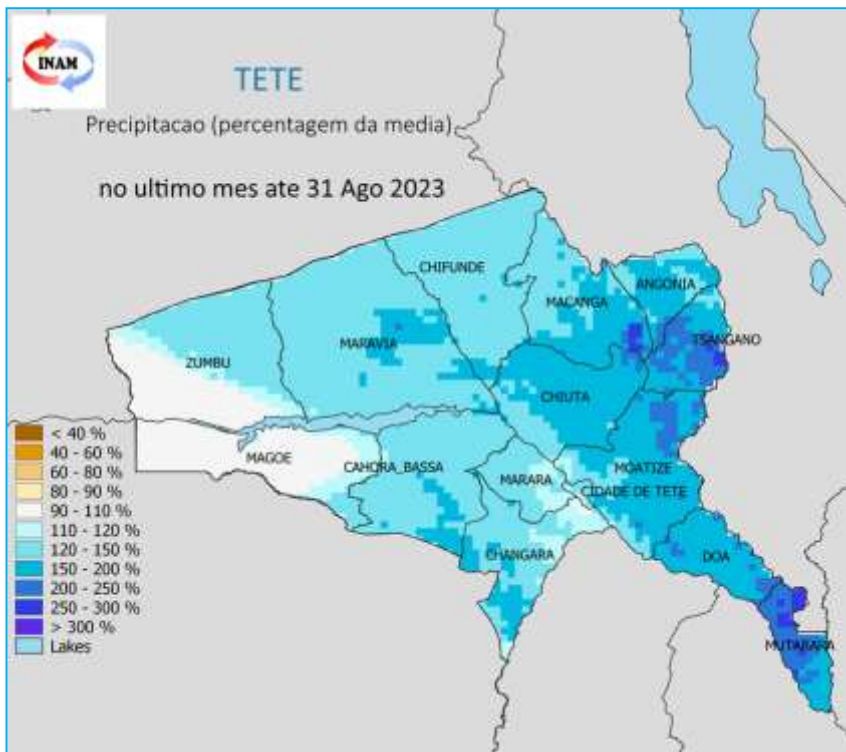 INAM
TETE
Precipitacao (percentagem da media)
no ultimo mes ate 31 Ago 2023
CHIFUNDE
MACANGA
ANGONIA
TSANGANO
ZUMBU
MARAVIA
CHIUTA
MAGOE
CAHORA_BASSA
MARARA
MOATIZE
CIDADE DE TETE
CHANGARA
DOA
MUTARARA
< 40 %
40 - 60 %
60 - 80 %
80 - 90 %
90 - 110 %
110 - 120 %
120 - 150 %
150 - 200 %
200 - 250 %
250 - 300 %
> 300 %
Lakes